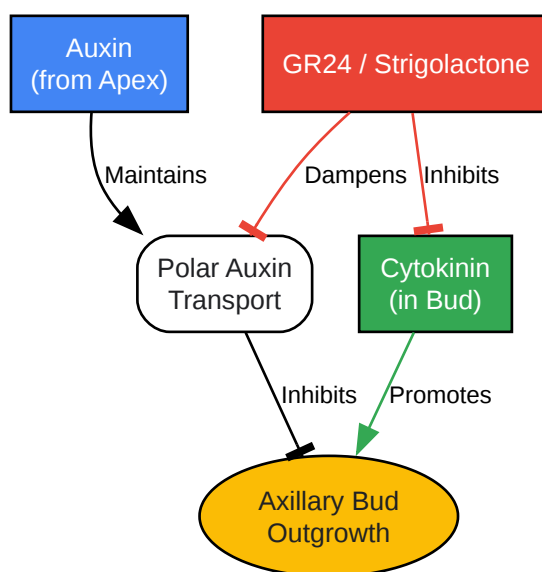 Auxin
(from Apex)
GR24 / Strigolactone
Maintains
Dampens
Inhibits
Polar Auxin
Transport
Cytokinin
(in Bud)
Inhibits
Promotes
Axillary Bud
Outgrowth